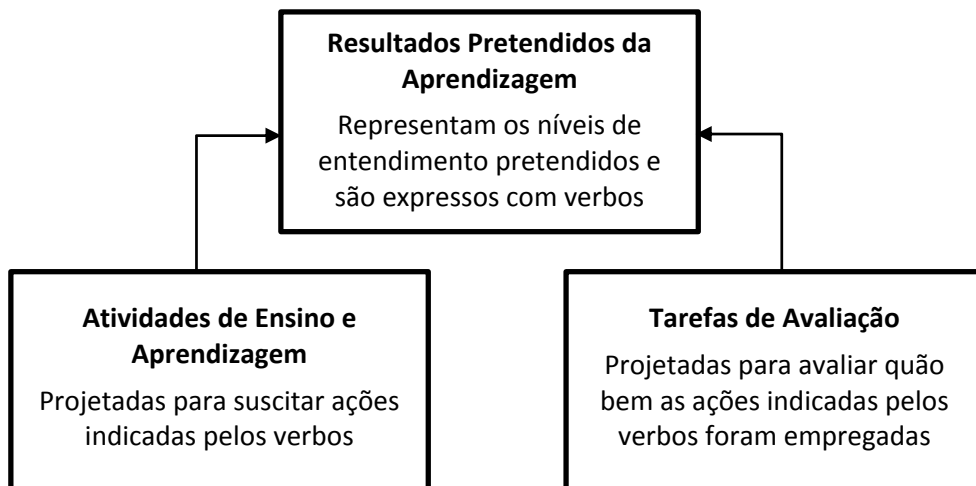 Resultados Pretendidos da
Aprendizagem
Representam os níveis de
entendimento pretendidos e
são expressos com verbos
Atividades de Ensino e
Aprendizagem
Projetadas para suscitar ações
indicadas pelos verbos
Tarefas de Avaliação
Projetadas para avaliar quão
bem as ações indicadas pelos
verbos foram empregadas